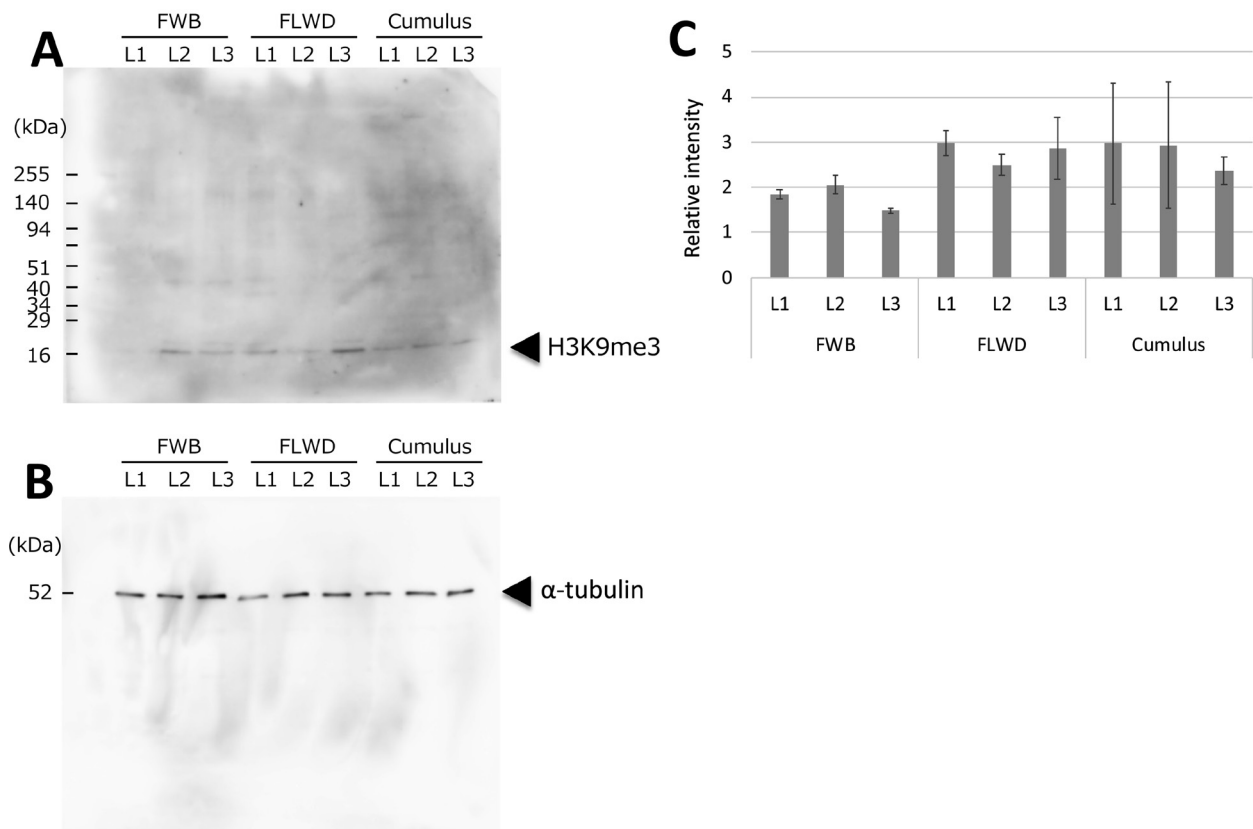 A
FWB FLWD Cumulus
L1 L2 L3 L1 L2 L3 L1 L2 L3
(kDa)
255
140
94
51
40
34
29
16
H3K9me3
B
FWB FLWD Cumulus
L1 L2 L3 L1 L2 L3 L1 L2 L3
(kDa)
52
α-tubulin
C
Relative intensity
5
4
3
2
1
0
L1 L2 L3 L1 L2 L3 L1 L2 L3
FWB FLWD Cumulus